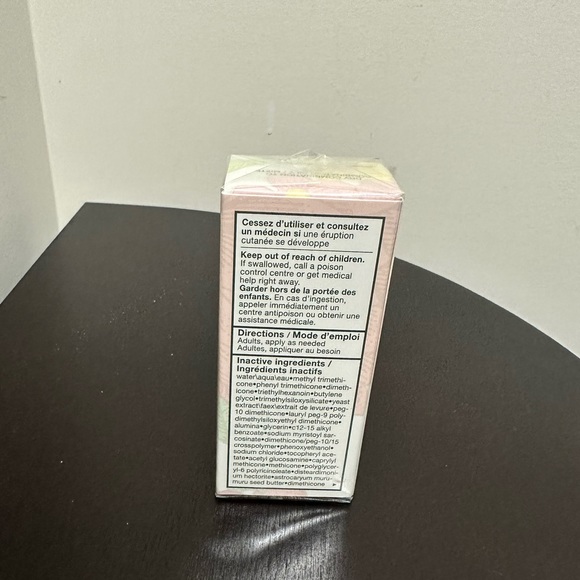 Cessez d'utiliser et consultez
un médecin si une éruption
cutanée se développe
Keep out of reach of children.
If swallowed, call a poison
control centre or get medical
help right away.
Garder hors de la portée des
enfants. En cas d'ingestion,
appeler immédiatement un
centre antipoison ou obtenir une
assistance médicale.
Directions / Mode d'emploi
Adults, apply as needed
Adultes, appliquer au besoin
Inactive ingredients /
Ingrédients inactifs
water\aqua\eau•methyl trimethi-
cone•phenyl trimethicone•dimeth-
icone•triethylhexanoin•butylene
glycol•trimethylsiloxysilicate•yeast
extract\faex\extrait de levure•peg-
10 dimethicone•lauryl peg-9 poly-
dimethylsiloxyethyl dimethicone•
alumina•glycerin•c12-15 alkyl
benzoate•sodium myristoyl sar-
cosinate•dimethicone/peg-10/15
crosspolymer•phenoxyethanol•
sodium chloride•tocopheryl ace-
tate•acetyl glucosamine•caprylyl
methicone•methicone•polyglycer-
yl-6 polyricinoleate•disteardimoni-
um hectorite•astrocaryum muru-
muru seed butter•dimethicone